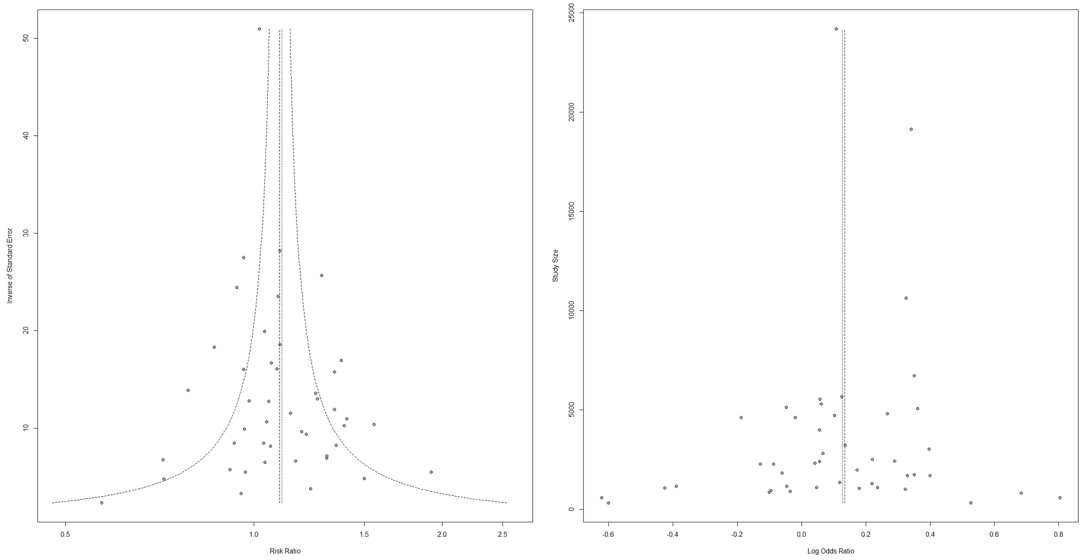 50
40
30
20
10
Inverse of Standard Error
0.5 1.0 1.5 2.0 2.5
Risk Ratio
25000
20000
15000
10000
5000
0
Study Size
-0.6 -0.4 -0.2 0.0 0.2 0.4 0.6 0.8
Log Odds Ratio